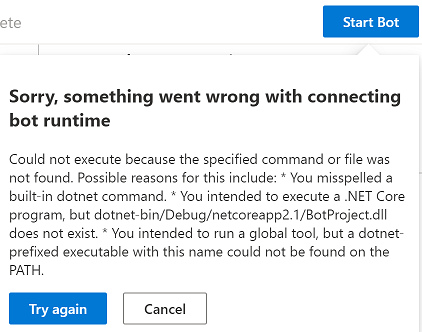 ete
Start Bot
Sorry, something went wrong with connecting
bot runtime
Could not execute because the specified command or file was
not found. Possible reasons for this include: * You misspelled a
built-in dotnet command. * You intended to execute a .NET Core
program, but dotnet-bin/Debug/netcoreapp2.1/BotProject.dll
does not exist. * You intended to run a global tool, but a dotnet-
prefixed executable with this name could not be found on the
PATH.
Try again
Cancel